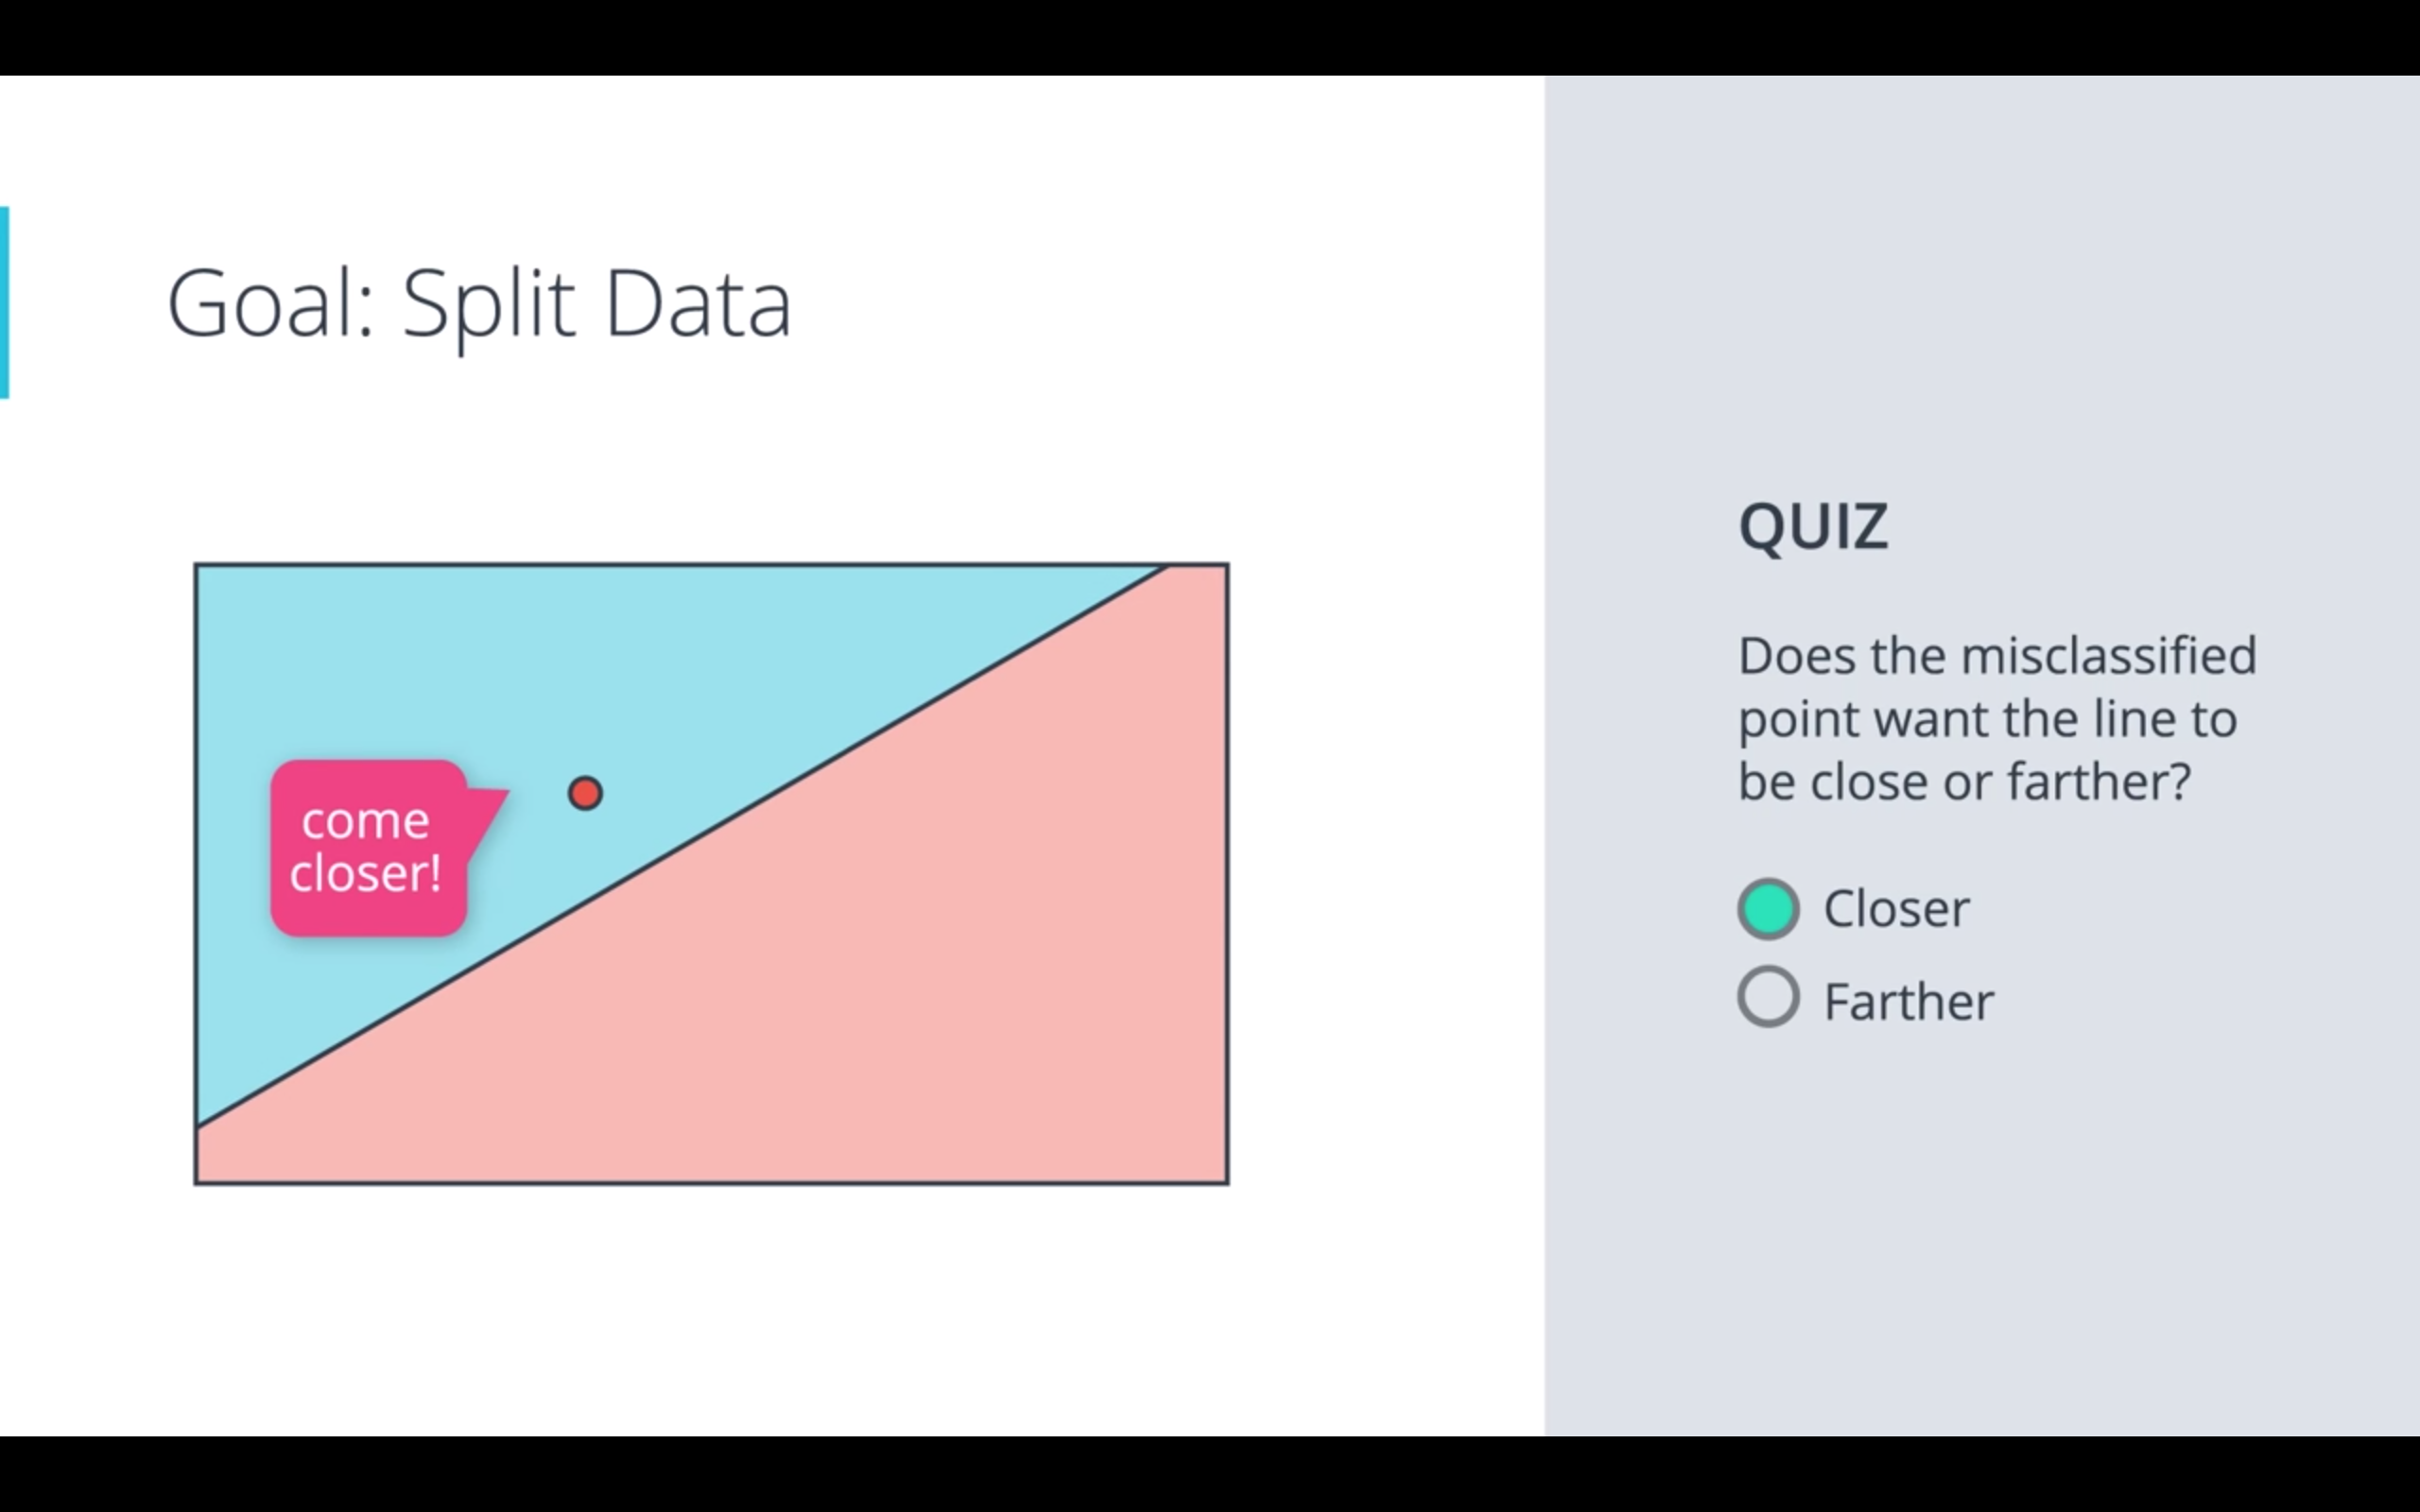 Goal: Split Data
come
closer!
QUIZ
Does the misclassified
point want the line to
be close or farther?
Closer
Farther